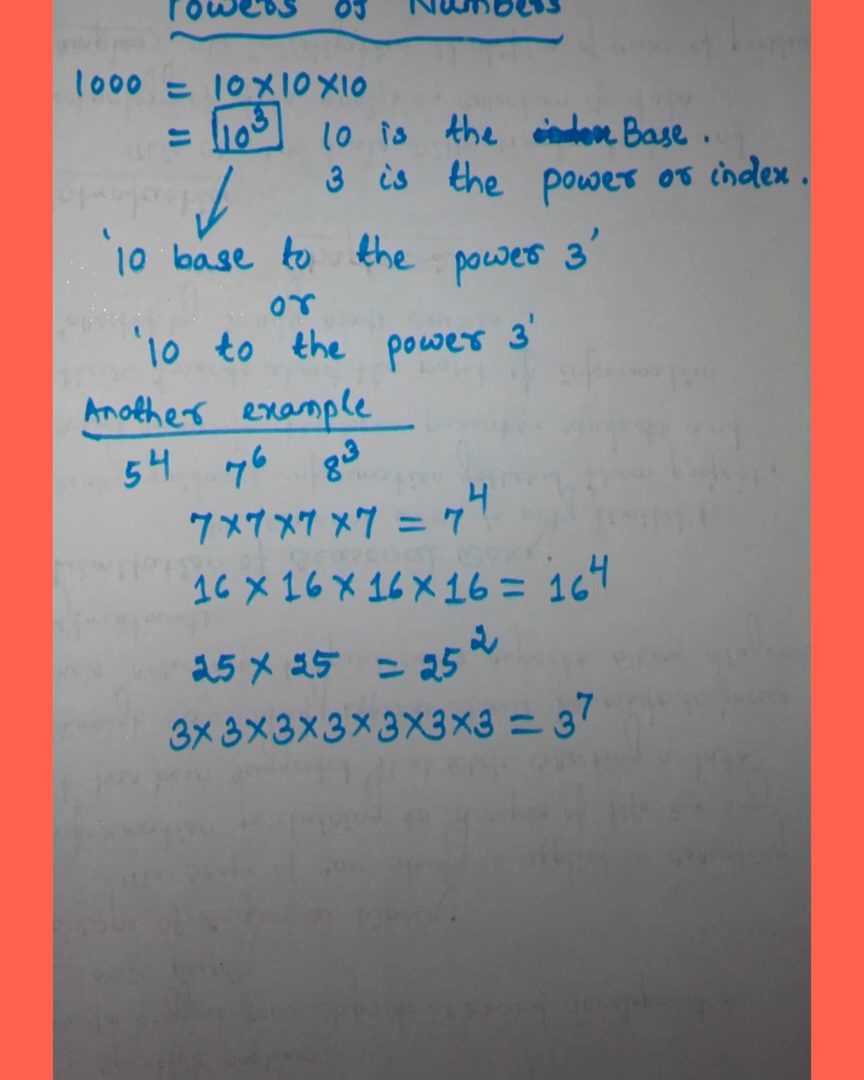 Powers of Numbers
1000 = 10×10×10
= 10³ 10 is the Base.
3 is the power or index.
'10 base to the power 3'
or
'10 to the power 3'
Another example
5⁴ 7⁶ 8³
7×7×7×7 = 7⁴
16 × 16 × 16 × 16 = 16⁴
25 × 25 = 25²
3×3×3×3×3×3×3 = 3⁷